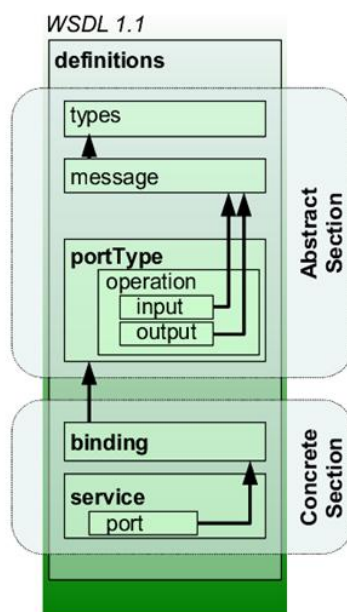 WSDL 1.1
definitions
types
message
portType
operation
input
output
Abstract
Section
binding
service
port
Concrete
Section